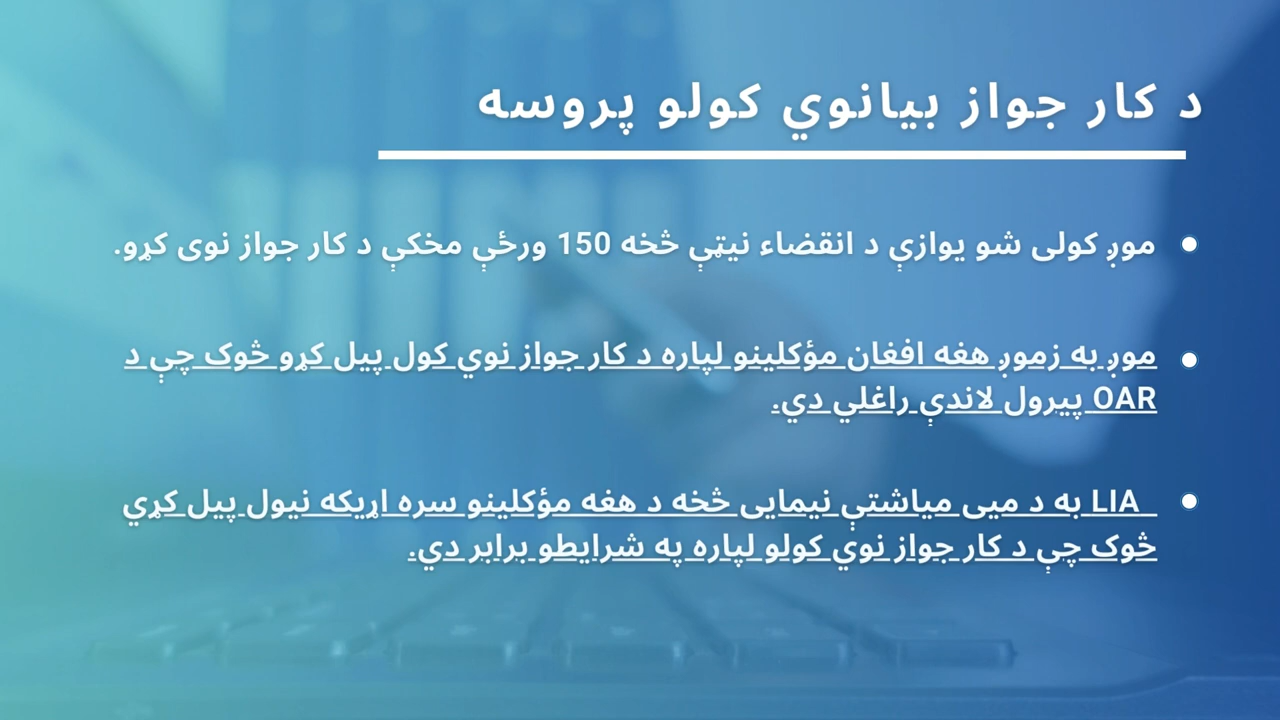 د کار جواز بیانوي کولو پروسه
موږ کولی شو یوازې د انقضاء نیټې څخه 150 ورځې مخکې د کار جواز نوی کړو.
موږ به زموږ هغه افغان مؤکلینو لپاره د کار جواز نوي کول پیل کړو څوک چې د
OAR پیرول لاندې راغلي دي.
LIA به د میی میاشتې نیمایی څخه د هغه مؤکلینو سره اړیکه نیول پیل کړي
څوک چې د کار جواز نوي کولو لپاره په شرایطو برابر دي.